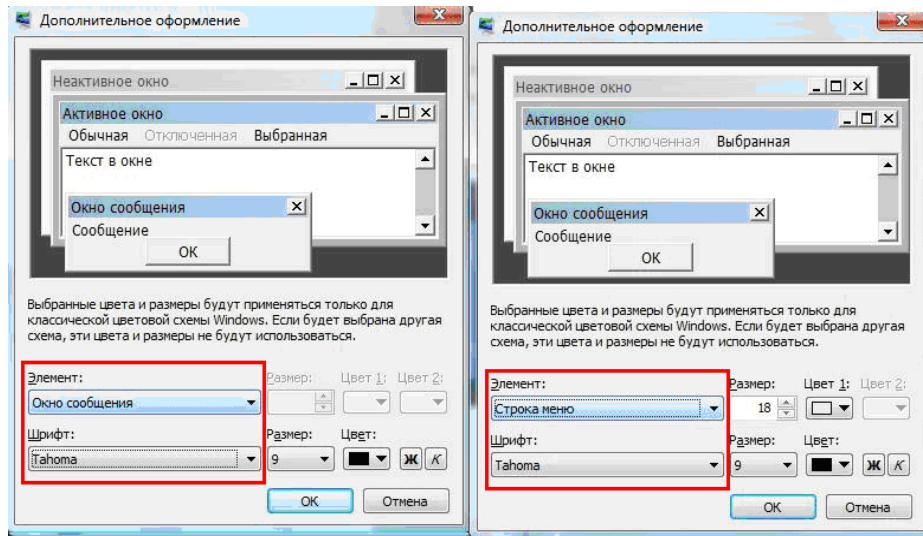 Дополнительное оформление
Неактивное окно
Активное окно
Обычная Отключенная Выбранная
Текст в окне
Окно сообщения
Сообщение
OK
Выбранные цвета и размеры будут применяться только для
классической цветовой схемы Windows. Если будет выбрана другая
схема, эти цвета и размеры не будут использоваться.
Элемент: Размер: Цвет 1: Цвет 2:
Окно сообщения
Шрифт: Размер: Цвет:
Tahoma 9 Ж К
OK Отмена
Дополнительное оформление
Неактивное окно
Активное окно
Обычная Отключенная Выбранная
Текст в окне
Окно сообщения
Сообщение
OK
Выбранные цвета и размеры будут применяться только для
классической цветовой схемы Windows. Если будет выбрана другая
схема, эти цвета и размеры не будут использоваться.
Элемент: Размер: Цвет 1: Цвет 2:
Строка меню 18
Шрифт: Размер: Цвет:
Tahoma 9 Ж К
OK Отмена